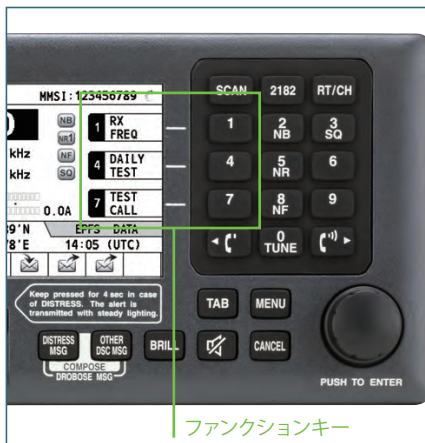 MMSI:123456789
SCAN 2182 RT/CH
NB
1 RX FREQ
1 2 NB 3 SQ
NR1
kHz NF 4 DAILY TEST
4 5 NR 6
kHz SQ
7 TEST CALL
7 8 NF 9
0.0A
9'N EPFS DATA
8'E 14:05 (UTC)
0 TUNE
Keep pressed for 4 sec in case
of DISTRESS. The alert is
transmitted with steady lighting.
TAB MENU
DISTRESS MSG OTHER DSC MSG BRILL CANCEL
COMPOSE
DROBOSE MSG
PUSH TO ENTER
ファンクションキー